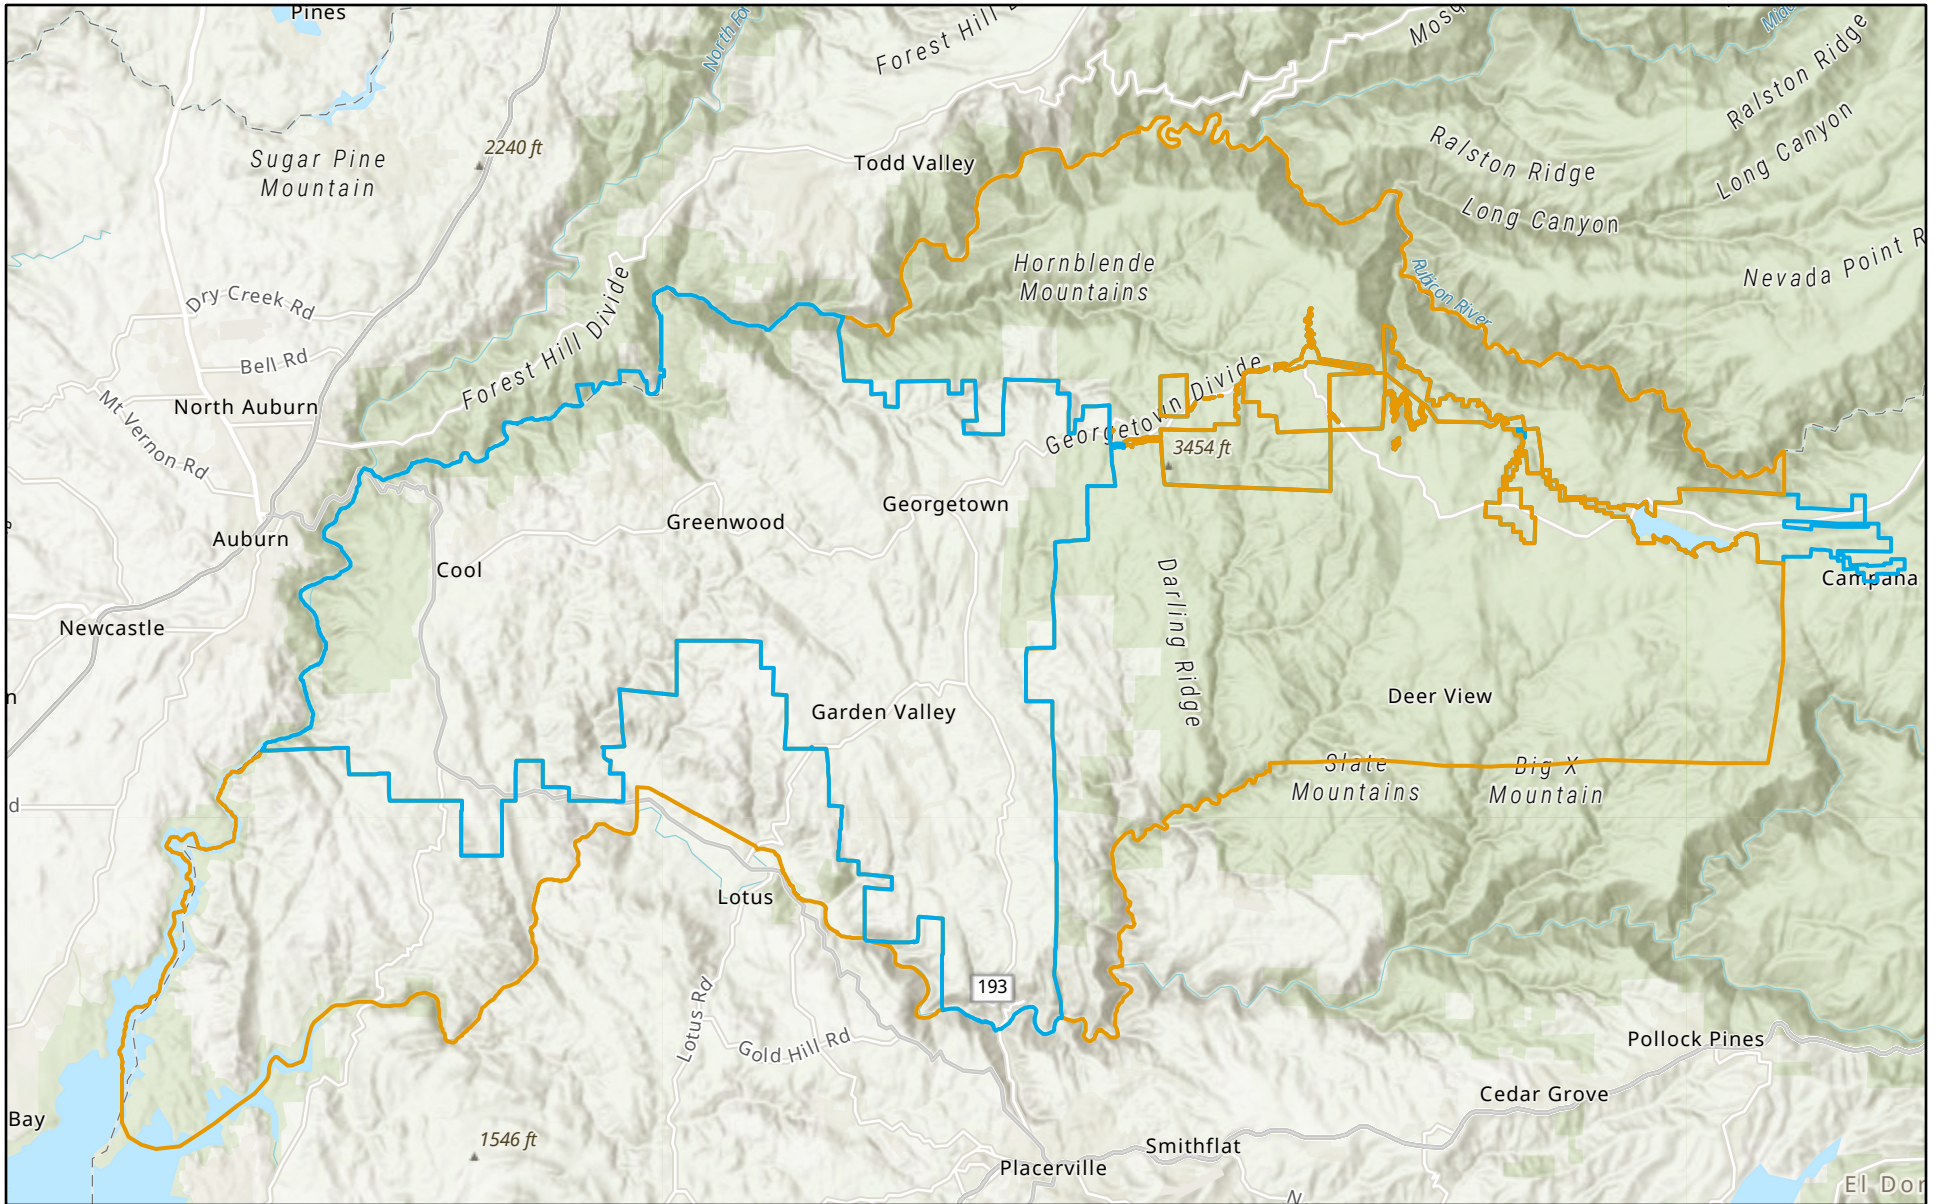 Pines
North Fo
Forest Hill D
Mosq
Midd
Ralston Ridge
2240 ft
Sugar Pine
Mountain
Todd Valley
Ralston Ridge
Long Canyon
Long Canyon
Hornblende
Mountains
Nevada Point R
Rubicon River
Dry Creek Rd
Forest Hill Divide
Bell Rd
North Auburn
Mt Vernon Rd
Georgetown Divide
3454 ft
Georgetown
Greenwood
Auburn
Cool
Campana
Newcastle
Darling Ridge
n
Deer View
Garden Valley
Slate
Mountains
Big X
Mountain
d
Lotus
193
Lotus Rd
Gold Hill Rd
Pollock Pines
Cedar Grove
Bay
1546 ft
Smithflat
Placerville
El Dor
N